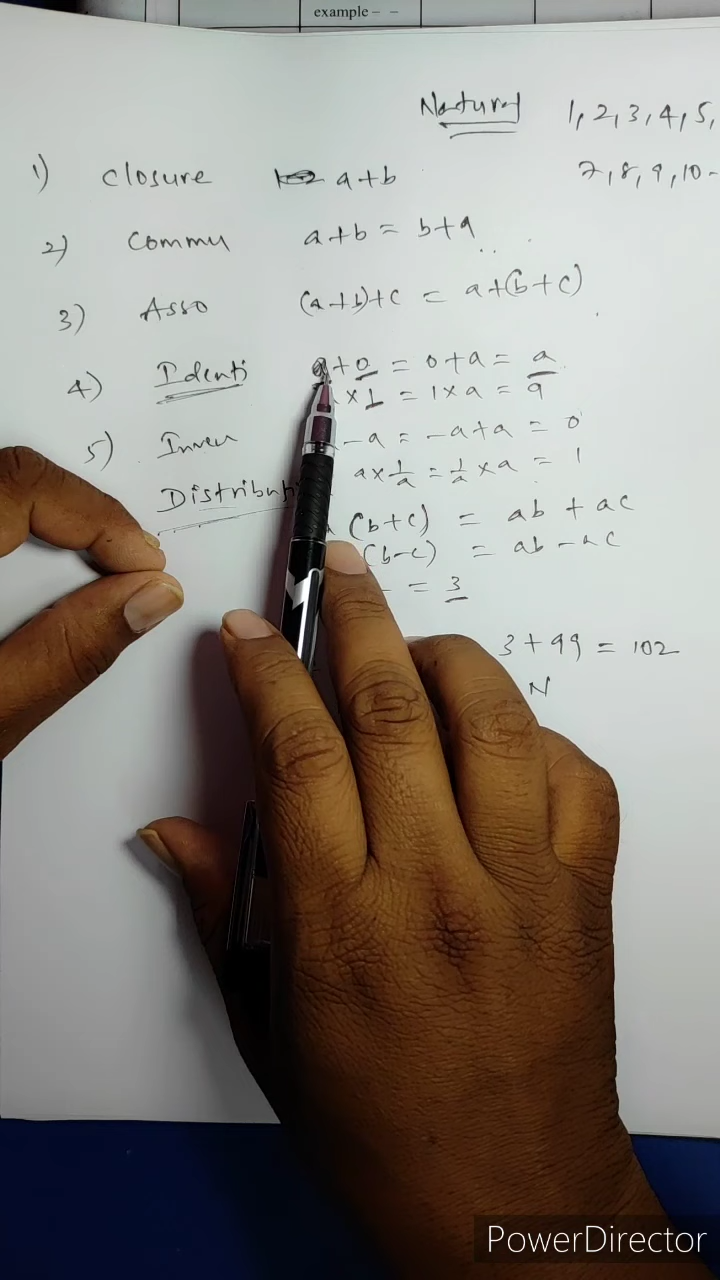 example – –
Natural 1, 2, 3, 4, 5,
7, 8, 9, 10 -
1) closure a+b
2) Commu a+b = b+a
3) Asso (a+b)+c = a+(b+c)
4) Identi a+0 = 0+a = a
×1 = 1×a = a
5) Inver -a = -a+a = 0
a×1/a = 1/a×a = 1
Distributi (b+c) = ab + ac
(b-c) = ab - ac
= 3
3+99 = 102
N
PowerDirector